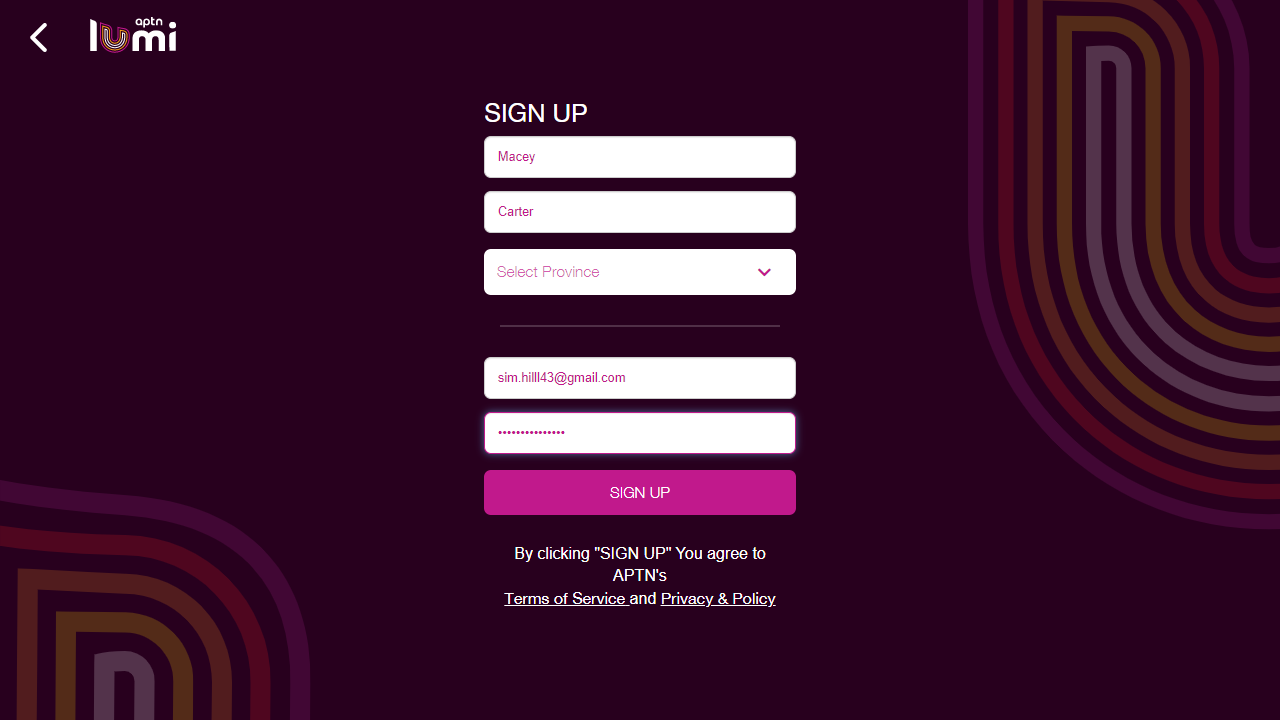 aptn
lumi
SIGN UP
Macey
Carter
Select Province
sim.hilll43@gmail.com
•••••••••••••••
SIGN UP
By clicking "SIGN UP" You agree to
APTN's
Terms of Service and Privacy & Policy